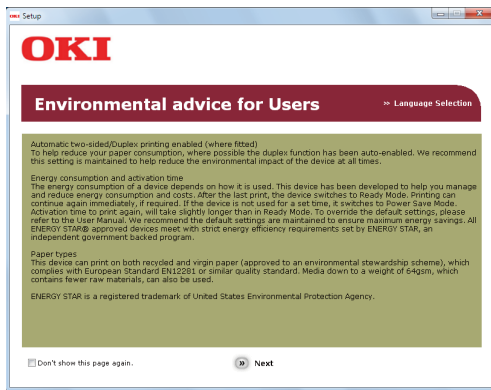 OKI Setup
OKI
Environmental advice for Users
» Language Selection
Automatic two-sided/Duplex printing enabled (where fitted)
To help reduce your paper consumption, where possible the duplex function has been auto-enabled. We recommend
this setting is maintained to help reduce the environmental impact of the device at all times.
Energy consumption and activation time
The energy consumption of a device depends on how it is used. This device has been developed to help you manage
and reduce energy consumption and costs. After the last print, the device switches to Ready Mode. Printing can
continue again immediately, if required. If the device is not used for a set time, it switches to Power Save Mode.
Activation time to print again, will take slightly longer than in Ready Mode. To override the default settings, please
refer to the User Manual. We recommend the default settings are maintained to ensure maximum energy savings. All
ENERGY STAR® approved devices meet with strict energy efficiency requirements set by ENERGY STAR, an
independent government backed program.
Paper types
This device can print on both recycled and virgin paper (approved to an environmental stewardship scheme), which
complies with European Standard EN12281 or similar quality standard. Media down to a weight of 64gsm, which
contains fewer raw materials, can also be used.
ENERGY STAR is a registered trademark of United States Environmental Protection Agency.
Don't show this page again.
» Next